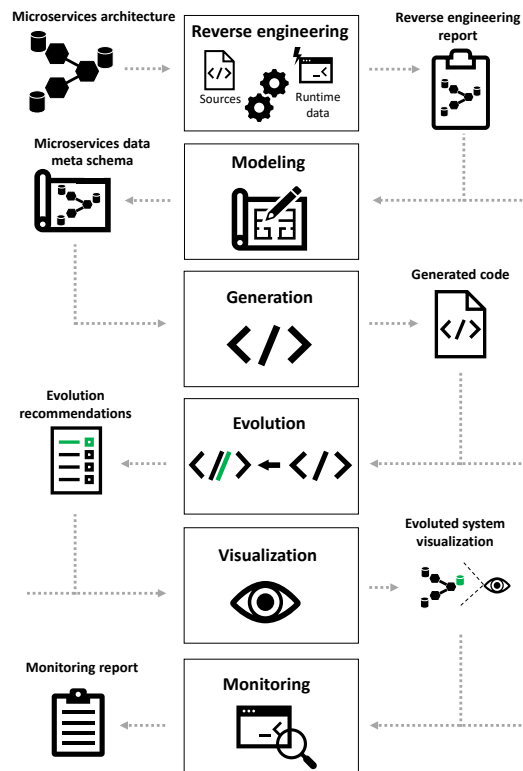 Microservices architecture
Reverse engineering
Sources
Runtime
data
Reverse engineering
report
Microservices data
meta schema
Modeling
Generation
Generated code
Evolution
recommendations
Evolution
Visualization
Evoluted system
visualization
Monitoring report
Monitoring